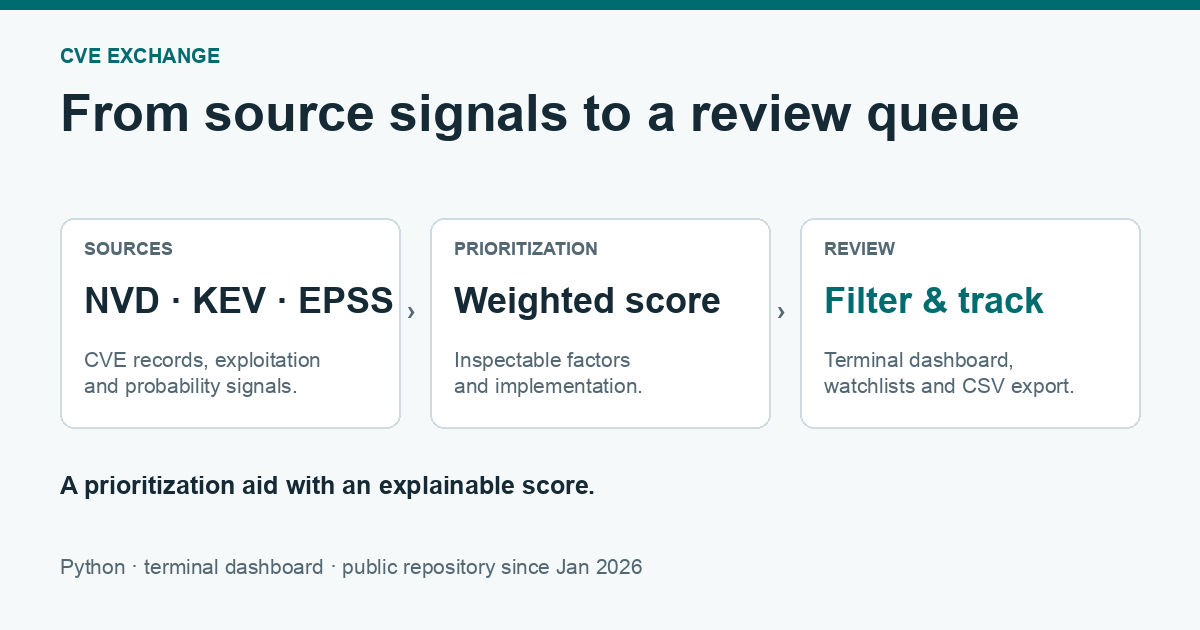 CVE EXCHANGE
From source signals to a review queue
SOURCES
NVD · KEV · EPSS
CVE records, exploitation
and probability signals.
›
PRIORITIZATION
Weighted score
Inspectable factors
and implementation.
›
REVIEW
Filter & track
Terminal dashboard,
watchlists and CSV export.
A prioritization aid with an explainable score.
Python · terminal dashboard · public repository since Jan 2026